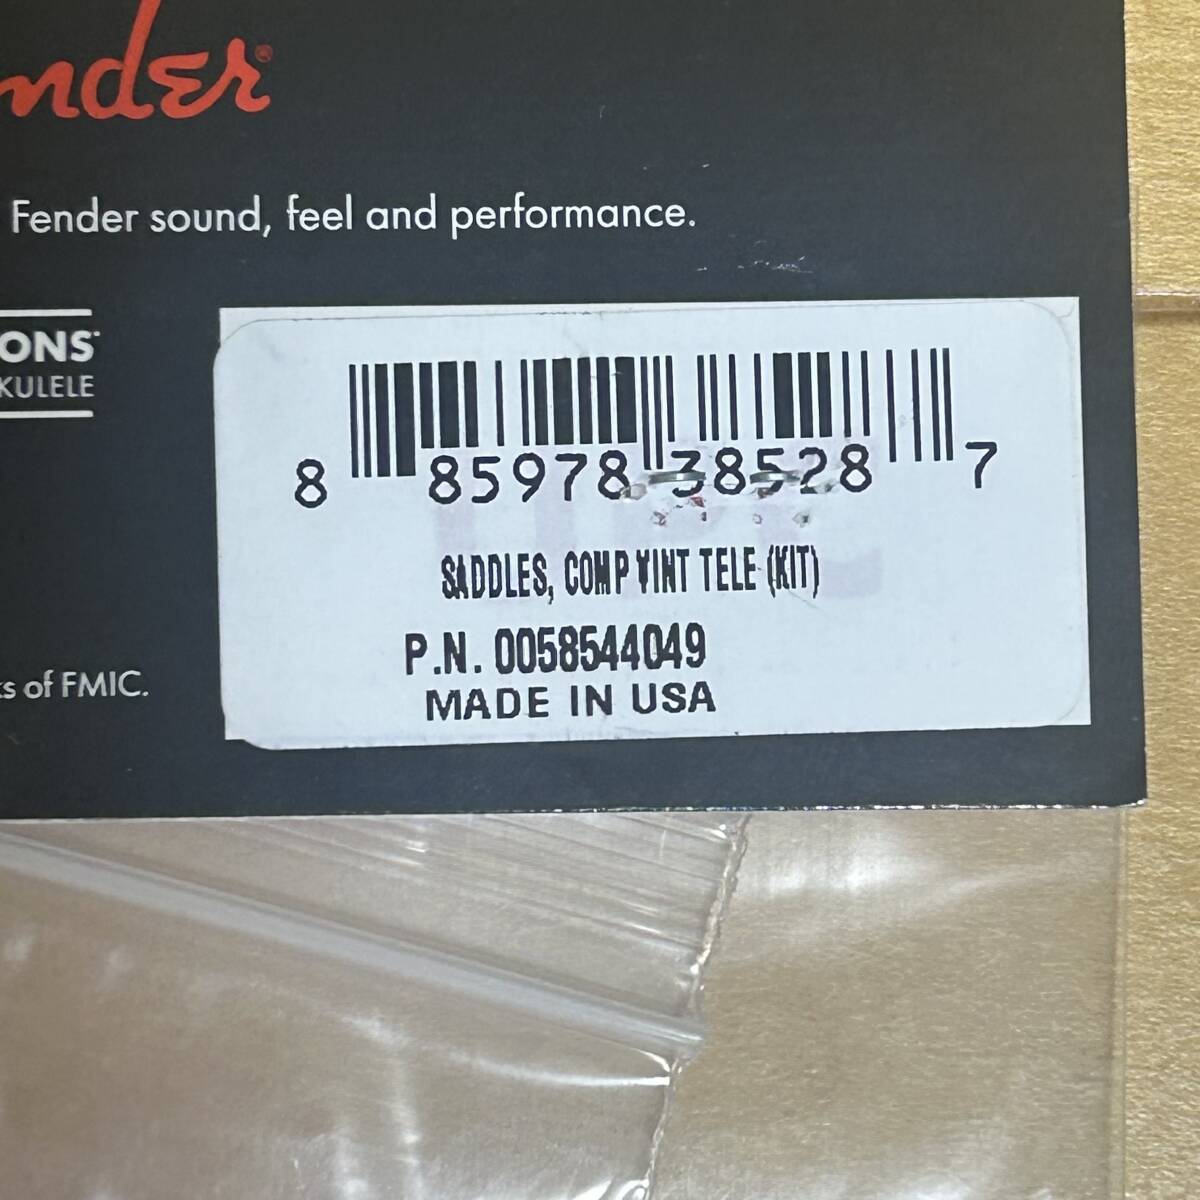 nder®
Fender sound, feel and performance.
ONS
KULELE
8 85978 38528 7
SADDLES, COMP VINT TELE (KIT)
P.N. 0058544049
MADE IN USA
s of FMIC.